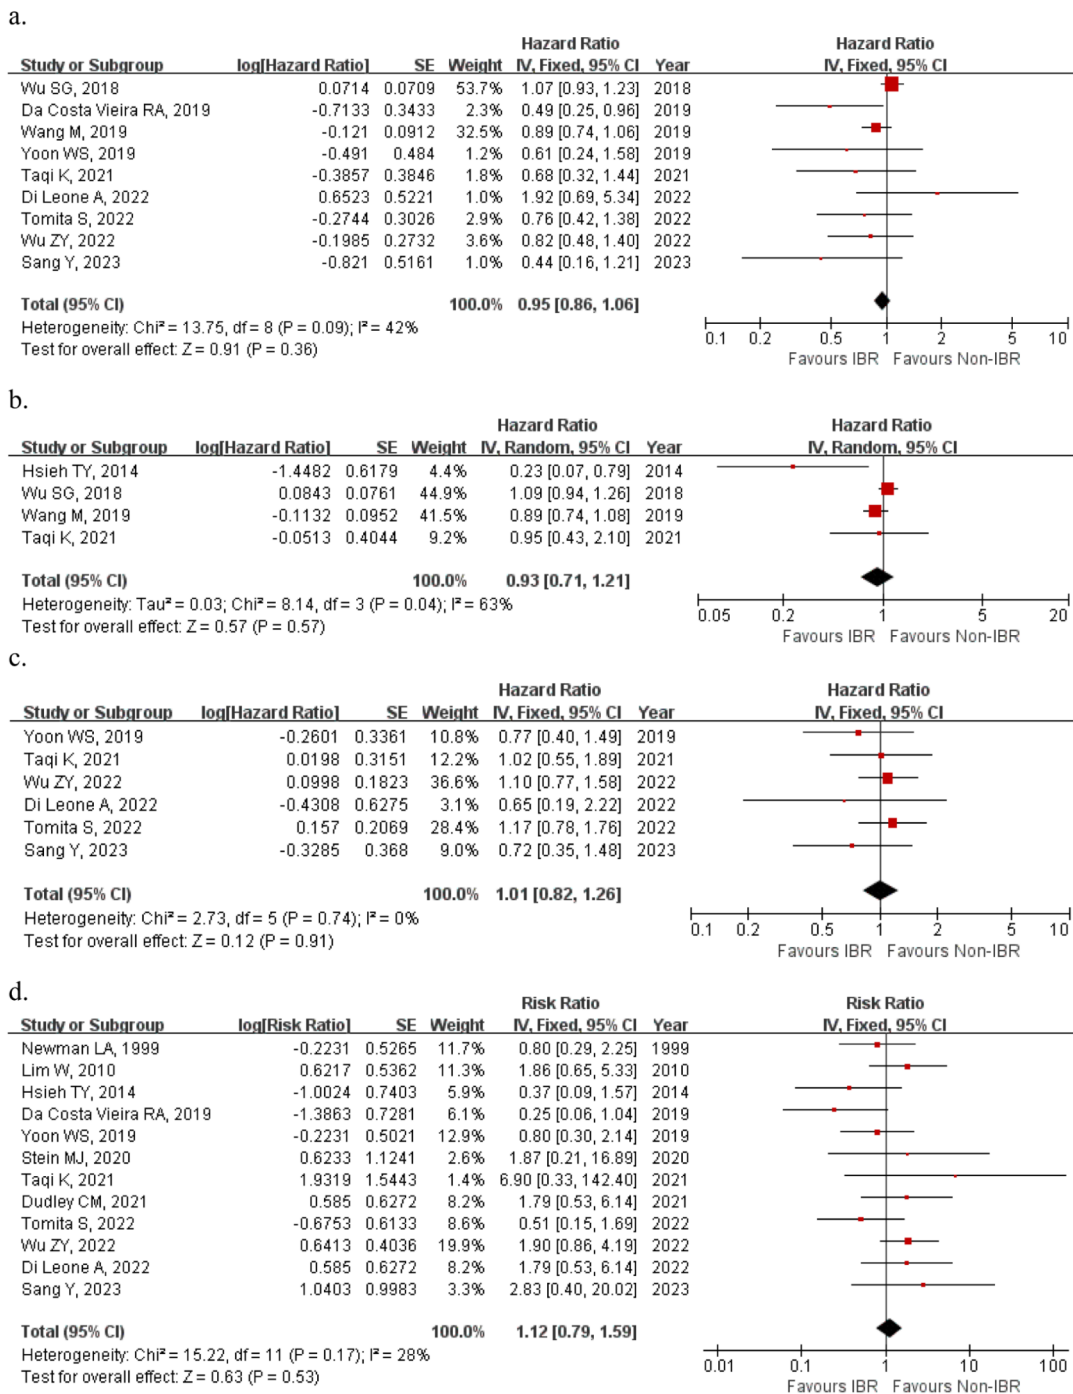 a.
Hazard Ratio Hazard Ratio
Study or Subgroup log[Hazard Ratio] SE Weight IV, Fixed, 95% CI Year IV, Fixed, 95% CI
Wu SG, 2018 0.0714 0.0709 53.7% 1.07 [0.93, 1.23] 2018
Da Costa Vieira RA, 2019 -0.7133 0.3433 2.3% 0.49 [0.25, 0.96] 2019
Wang M, 2019 -0.121 0.0912 32.5% 0.89 [0.74, 1.06] 2019
Yoon WS, 2019 -0.491 0.484 1.2% 0.61 [0.24, 1.58] 2019
Taqi K, 2021 -0.3857 0.3846 1.8% 0.68 [0.32, 1.44] 2021
Di Leone A, 2022 0.6523 0.5221 1.0% 1.92 [0.69, 5.34] 2022
Tomita S, 2022 -0.2744 0.3026 2.9% 0.76 [0.42, 1.38] 2022
Wu ZY, 2022 -0.1985 0.2732 3.6% 0.82 [0.48, 1.40] 2022
Sang Y, 2023 -0.821 0.5161 1.0% 0.44 [0.16, 1.21] 2023
Total (95% CI) 100.0% 0.95 [0.86, 1.06]
Heterogeneity: Chi² = 13.75, df = 8 (P = 0.09); I² = 42%
Test for overall effect: Z = 0.91 (P = 0.36)
0.1 0.2 0.5 1 2 5 10
Favours IBR Favours Non-IBR
b.
Hazard Ratio Hazard Ratio
Study or Subgroup log[Hazard Ratio] SE Weight IV, Random, 95% CI Year IV, Random, 95% CI
Hsieh TY, 2014 -1.4482 0.6179 4.4% 0.23 [0.07, 0.79] 2014
Wu SG, 2018 0.0843 0.0761 44.9% 1.09 [0.94, 1.26] 2018
Wang M, 2019 -0.1132 0.0952 41.5% 0.89 [0.74, 1.08] 2019
Taqi K, 2021 -0.0513 0.4044 9.2% 0.95 [0.43, 2.10] 2021
Total (95% CI) 100.0% 0.93 [0.71, 1.21]
Heterogeneity: Tau² = 0.03; Chi² = 8.14, df = 3 (P = 0.04); I² = 63%
Test for overall effect: Z = 0.57 (P = 0.57)
0.05 0.2 1 5 20
Favours IBR Favours Non-IBR
c.
Hazard Ratio Hazard Ratio
Study or Subgroup log[Hazard Ratio] SE Weight IV, Fixed, 95% CI Year IV, Fixed, 95% CI
Yoon WS, 2019 -0.2601 0.3361 10.8% 0.77 [0.40, 1.49] 2019
Taqi K, 2021 0.0198 0.3151 12.2% 1.02 [0.55, 1.89] 2021
Wu ZY, 2022 0.0998 0.1823 36.6% 1.10 [0.77, 1.58] 2022
Di Leone A, 2022 -0.4308 0.6275 3.1% 0.65 [0.19, 2.22] 2022
Tomita S, 2022 0.157 0.2069 28.4% 1.17 [0.78, 1.76] 2022
Sang Y, 2023 -0.3285 0.368 9.0% 0.72 [0.35, 1.48] 2023
Total (95% CI) 100.0% 1.01 [0.82, 1.26]
Heterogeneity: Chi² = 2.73, df = 5 (P = 0.74); I² = 0%
Test for overall effect: Z = 0.12 (P = 0.91)
0.1 0.2 0.5 1 2 5 10
Favours IBR Favours Non-IBR
d.
Risk Ratio Risk Ratio
Study or Subgroup log[Risk Ratio] SE Weight IV, Fixed, 95% CI Year IV, Fixed, 95% CI
Newman LA, 1999 -0.2231 0.5265 11.7% 0.80 [0.29, 2.25] 1999
Lim W, 2010 0.6217 0.5362 11.3% 1.86 [0.65, 5.33] 2010
Hsieh TY, 2014 -1.0024 0.7403 5.9% 0.37 [0.09, 1.57] 2014
Da Costa Vieira RA, 2019 -1.3863 0.7281 6.1% 0.25 [0.06, 1.04] 2019
Yoon WS, 2019 -0.2231 0.5021 12.9% 0.80 [0.30, 2.14] 2019
Stein MJ, 2020 0.6233 1.1241 2.6% 1.87 [0.21, 16.89] 2020
Taqi K, 2021 1.9319 1.5443 1.4% 6.90 [0.33, 142.40] 2021
Dudley CM, 2021 0.585 0.6272 8.2% 1.79 [0.53, 6.14] 2021
Tomita S, 2022 -0.6753 0.6133 8.6% 0.51 [0.15, 1.69] 2022
Wu ZY, 2022 0.6413 0.4036 19.9% 1.90 [0.86, 4.19] 2022
Di Leone A, 2022 0.585 0.6272 8.2% 1.79 [0.53, 6.14] 2022
Sang Y, 2023 1.0403 0.9983 3.3% 2.83 [0.40, 20.02] 2023
Total (95% CI) 100.0% 1.12 [0.79, 1.59]
Heterogeneity: Chi² = 15.22, df = 11 (P = 0.17); I² = 28%
Test for overall effect: Z = 0.63 (P = 0.53)
0.01 0.1 1 10 100
Favours IBR Favours Non-IBR